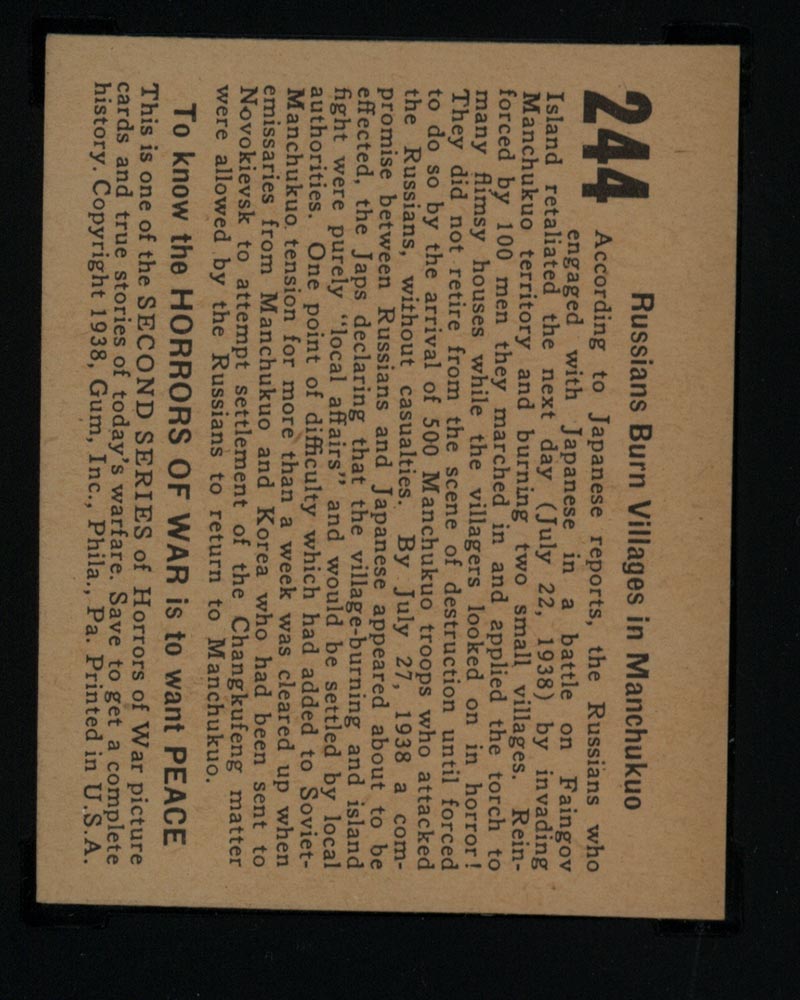 Russians Burn Villages in Manchukuo
244 According to Japanese reports, the Russians who
engaged with Japanese in a battle on Faingov
Island retaliated the next day (July 22, 1938) by invading
Manchukuo territory and burning two small villages. Rein-
forced by 100 men they marched in and applied the torch to
many flimsy houses while the villagers looked on in horror!
They did not retire from the scene of destruction until forced
to do so by the arrival of 500 Manchukuo troops who attacked
the Russians, without casualties. By July 27, 1938 a com-
promise between Russians and Japanese appeared about to be
effected, the Japs declaring that the village-burning and island
fight were purely "local affairs" and would be settled by local
authorities. One point of difficulty which had added to Soviet-
Manchukuo tension for more than a week was cleared up when
emissaries from Manchukuo and Korea who had been sent to
Novokievsk to attempt settlement of the Changkufeng matter
were allowed by the Russians to return to Manchukuo.
To know the HORRORS OF WAR is to want PEACE
This is one of the SECOND SERIES of Horrors of War picture
cards and true stories of today's warfare. Save to get a complete
history. Copyright 1938, Gum, Inc., Phila., Pa. Printed in U.S.A.